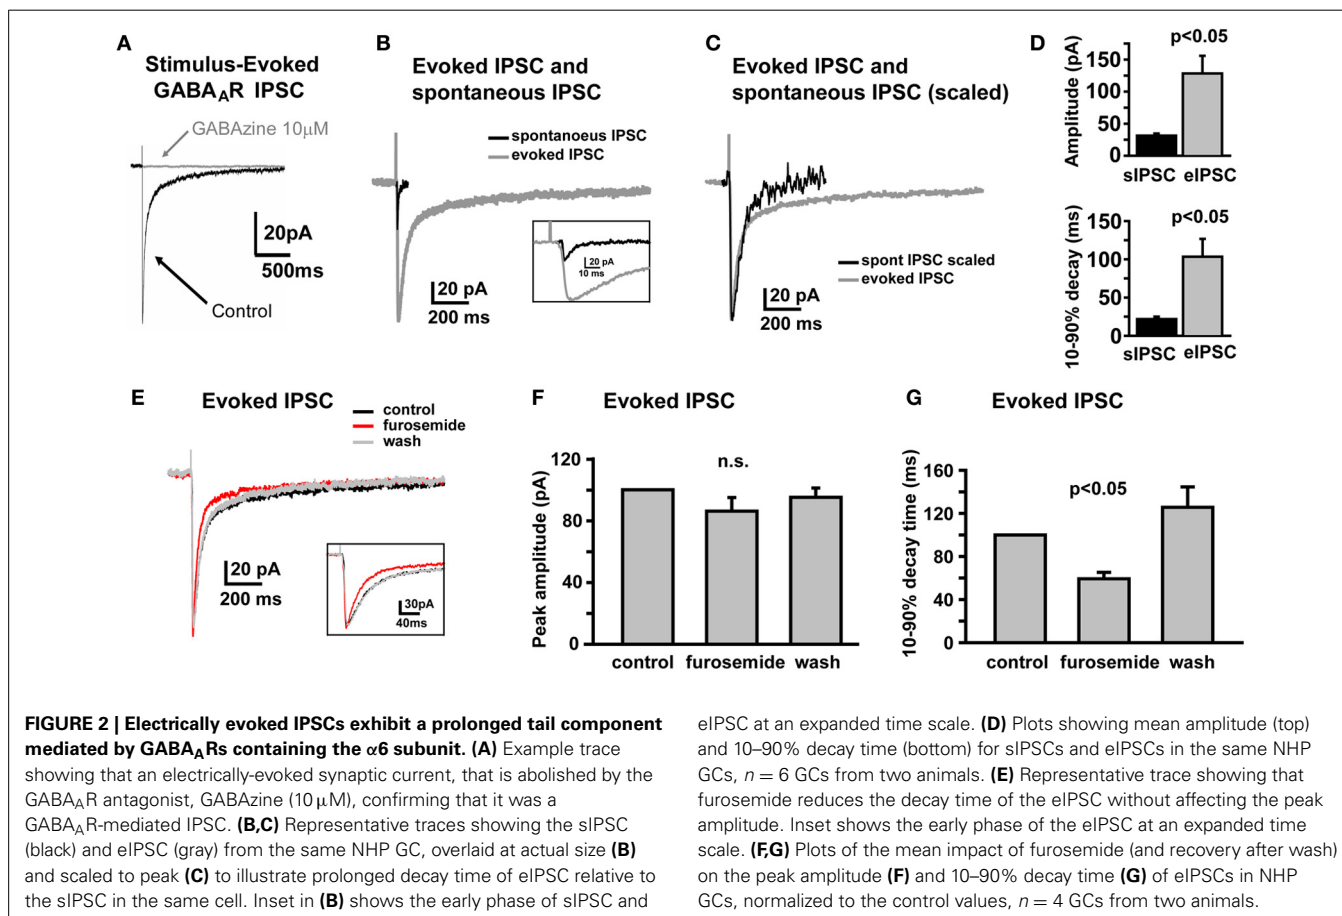 A
Stimulus-Evoked
GABA_AR IPSC
GABAzine 10μM
20pA
500ms
Control
B
Evoked IPSC and
spontaneous IPSC
spontanoeus IPSC
evoked IPSC
20 pA
10 ms
20 pA
200 ms
C
Evoked IPSC and
spontaneous IPSC (scaled)
spont IPSC scaled
evoked IPSC
20 pA
200 ms
D
p<0.05
Amplitude (pA)
150
100
50
0
sIPSC eIPSC
p<0.05
10-90% decay (ms)
150
100
50
0
sIPSC eIPSC
E
Evoked IPSC
control
furosemide
wash
20 pA
200 ms
30pA
40ms
F
Evoked IPSC
n.s.
Peak amplitude (pA)
120
80
40
0
control furosemide wash
G
Evoked IPSC
p<0.05
10-90% decay time (ms)
160
120
80
60
40
0
control furosemide wash
FIGURE 2 | Electrically evoked IPSCs exhibit a prolonged tail component
mediated by GABA_ARs containing the α6 subunit. (A) Example trace
showing that an electrically-evoked synaptic current, that is abolished by the
GABA_AR antagonist, GABAzine (10 μM), confirming that it was a
GABA_AR-mediated IPSC. (B,C) Representative traces showing the sIPSC
(black) and eIPSC (gray) from the same NHP GC, overlaid at actual size (B)
and scaled to peak (C) to illustrate prolonged decay time of eIPSC relative to
the sIPSC in the same cell. Inset in (B) shows the early phase of sIPSC and
eIPSC at an expanded time scale. (D) Plots showing mean amplitude (top)
and 10–90% decay time (bottom) for sIPSCs and eIPSCs in the same NHP
GCs, n = 6 GCs from two animals. (E) Representative trace showing that
furosemide reduces the decay time of the eIPSC without affecting the peak
amplitude. Inset shows the early phase of the eIPSC at an expanded time
scale. (F,G) Plots of the mean impact of furosemide (and recovery after wash)
on the peak amplitude (F) and 10–90% decay time (G) of eIPSCs in NHP
GCs, normalized to the control values, n = 4 GCs from two animals.